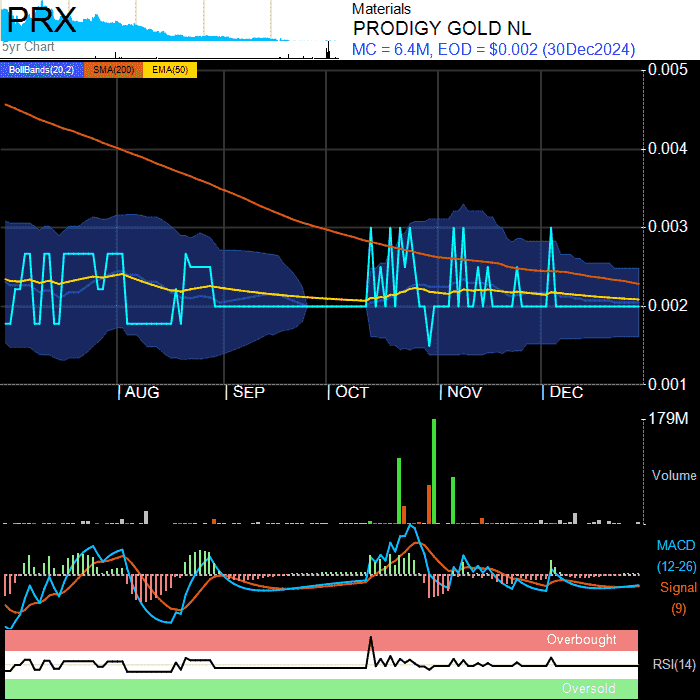 PRX
5yr Chart
Materials
PRODIGY GOLD NL
MC = 6.4M, EOD = $0.002 (30Dec2024)
BollBands(20,2) SMA(200) EMA(50)
0.005
0.004
0.003
0.002
0.001
AUG SEP OCT NOV DEC
179M
Volume
MACD
(12-26)
Signal
(9)
Overbought
RSI(14)
Oversold